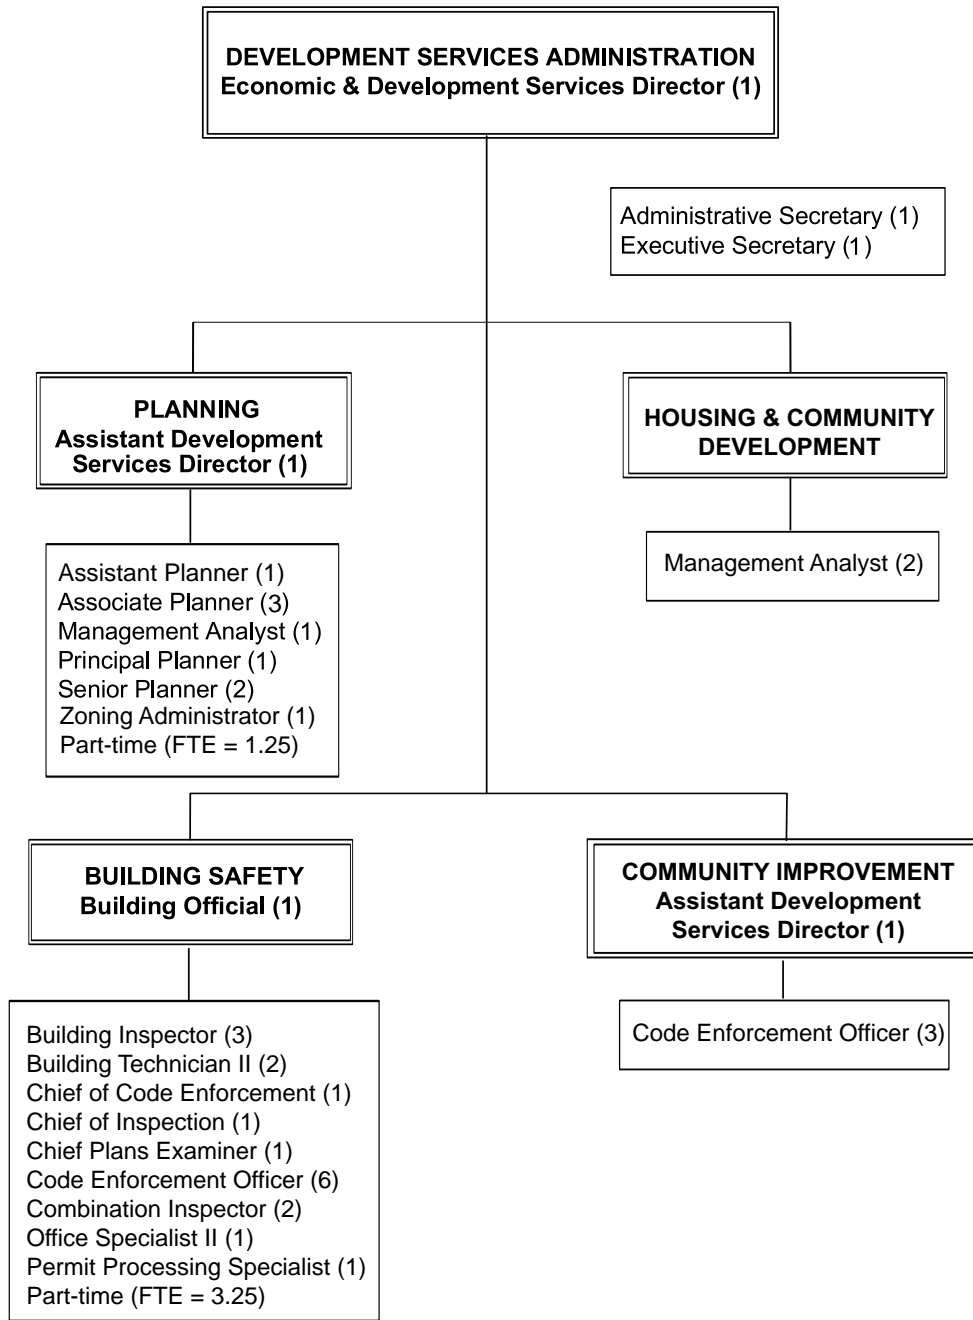 DEVELOPMENT SERVICES ADMINISTRATION
Economic & Development Services Director (1)
Administrative Secretary (1)
Executive Secretary (1)
PLANNING
Assistant Development
Services Director (1)
HOUSING & COMMUNITY
DEVELOPMENT
Assistant Planner (1)
Associate Planner (3)
Management Analyst (1)
Principal Planner (1)
Senior Planner (2)
Zoning Administrator (1)
Part-time (FTE = 1.25)
Management Analyst (2)
BUILDING SAFETY
Building Official (1)
COMMUNITY IMPROVEMENT
Assistant Development
Services Director (1)
Building Inspector (3)
Building Technician II (2)
Chief of Code Enforcement (1)
Chief of Inspection (1)
Chief Plans Examiner (1)
Code Enforcement Officer (6)
Combination Inspector (2)
Office Specialist II (1)
Permit Processing Specialist (1)
Part-time (FTE = 3.25)
Code Enforcement Officer (3)